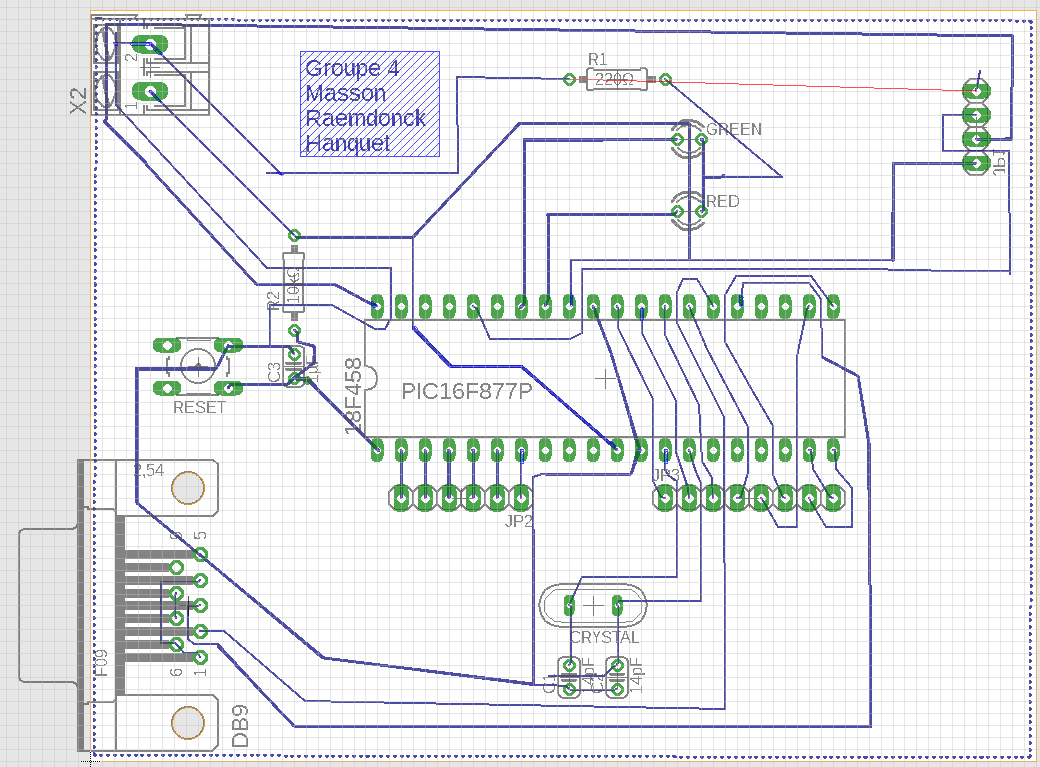 X2
2
1
Groupe 4
Masson
Raemdonck
Hanquet
R1
220Ω
GREEN
RED
JP1
R2
10kΩ
C3
1µ
18F458
PIC16F877P
RESET
2,54
JP3
JP2
9
5
6
1
F09
DB9
CRYSTAL
C1
14pF
C2
14pF